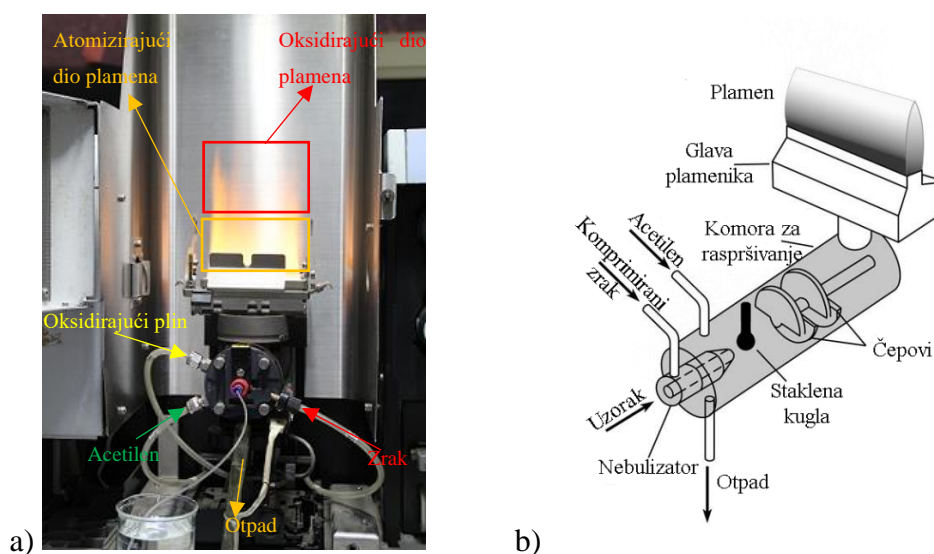 Atomizirajući
dio plamena
Oksidirajući dio
plamena
Oksidirajući plin
Acetilen
Zrak
Otpad
a)
Plamen
Glava
plamenika
Komora za
raspršivanje
Acetilen
Komprimirani
zrak
Čepovi
Staklena
kugla
Uzorak
Nebulizator
Otpad
b)